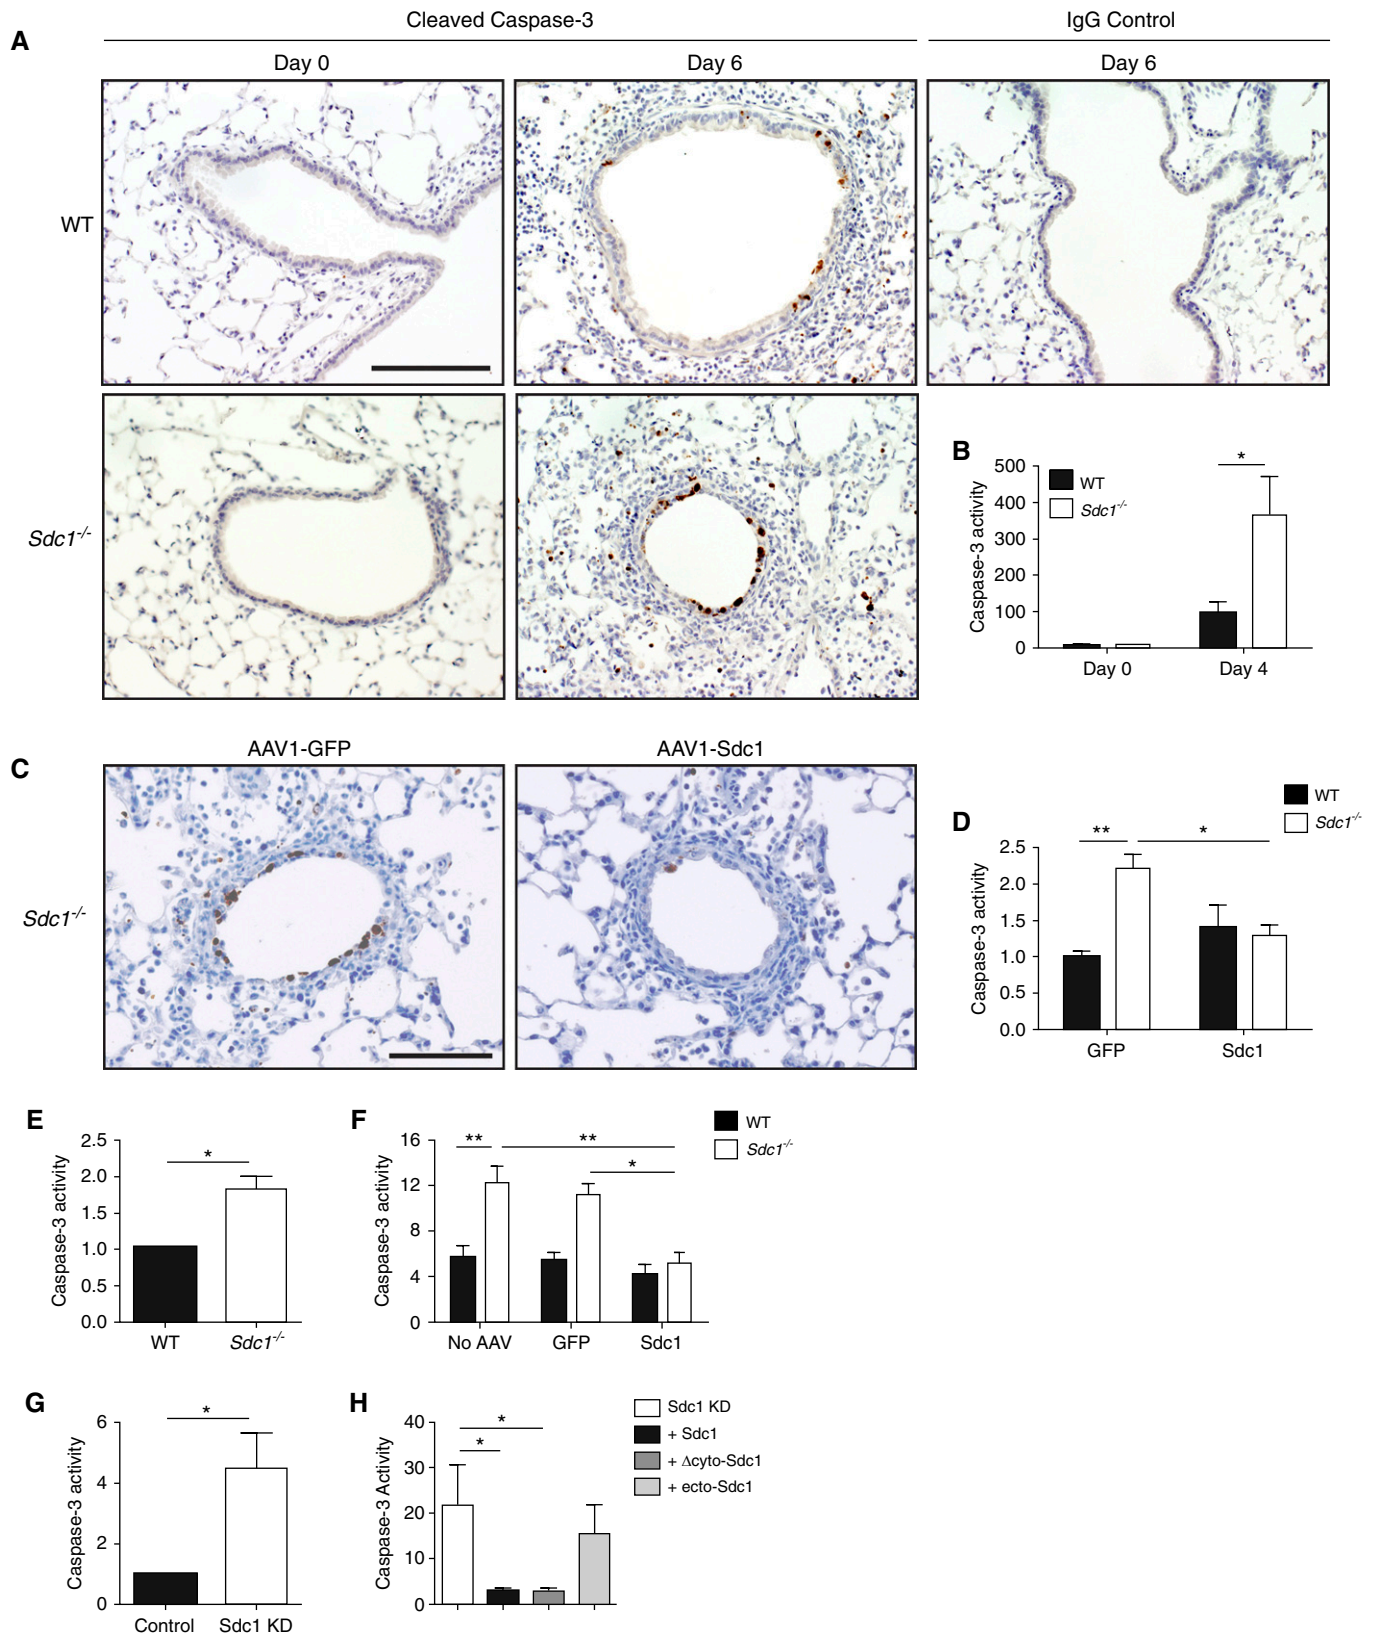 A
Cleaved Caspase-3
IgG Control
Day 0
Day 6
Day 6
WT
Sdc1-/-
B
Caspase-3 activity
500
400
300
200
100
0
WT
Sdc1-/-
*
Day 0
Day 4
C
AAV1-GFP
AAV1-Sdc1
Sdc1-/-
D
WT
Sdc1-/-
Caspase-3 activity
2.5
2.0
1.5
1.0
0.5
0.0
**
*
GFP
Sdc1
E
Caspase-3 activity
2.5
2.0
1.5
1.0
0.5
0.0
*
WT
Sdc1-/-
F
WT
Sdc1-/-
Caspase-3 activity
16
12
8
4
0
**
**
*
No AAV
GFP
Sdc1
G
Caspase-3 activity
6
4
2
0
*
Control
Sdc1 KD
H
Caspase-3 Activity
40
30
20
10
0
*
*
Sdc1 KD
+ Sdc1
+ Δcyto-Sdc1
+ ecto-Sdc1